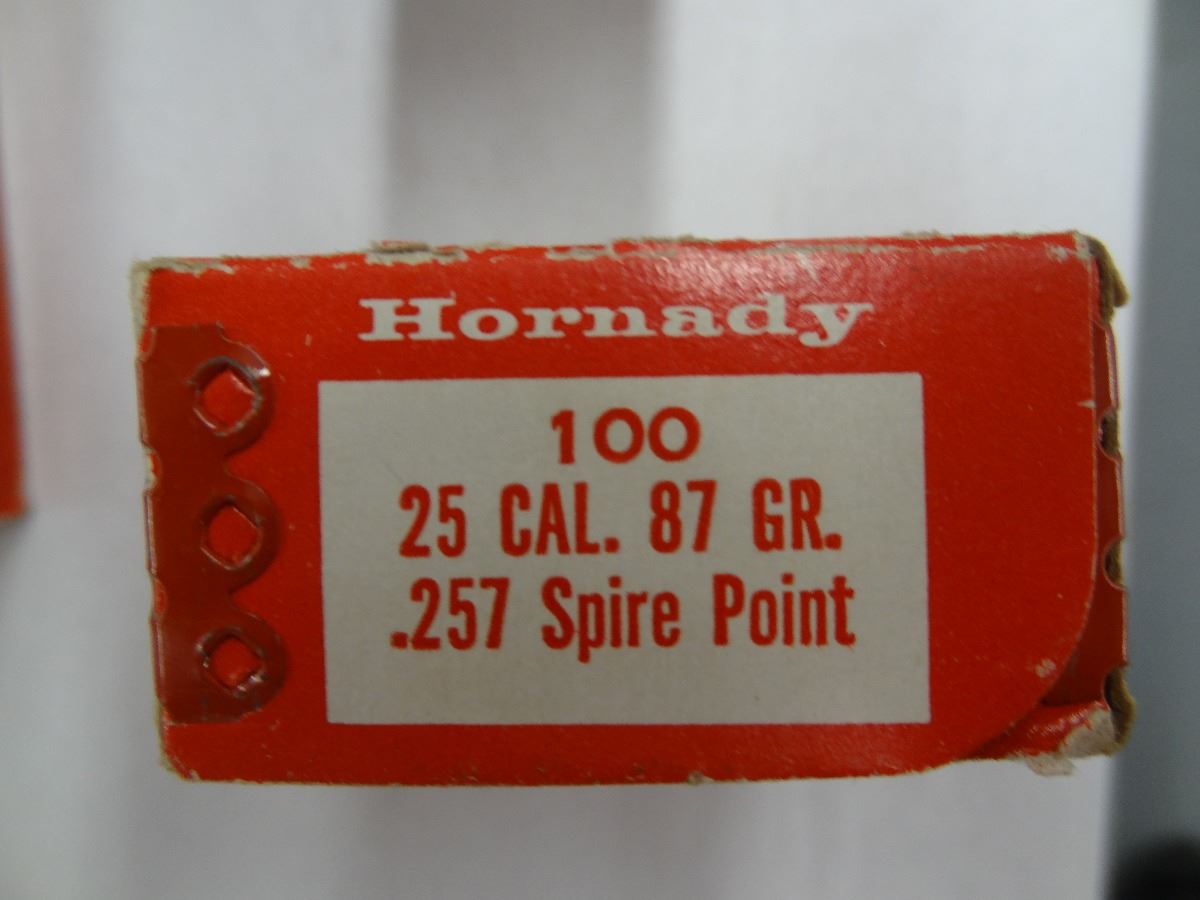 Hornady
100
25 CAL. 87 GR.
.257 Spire Point